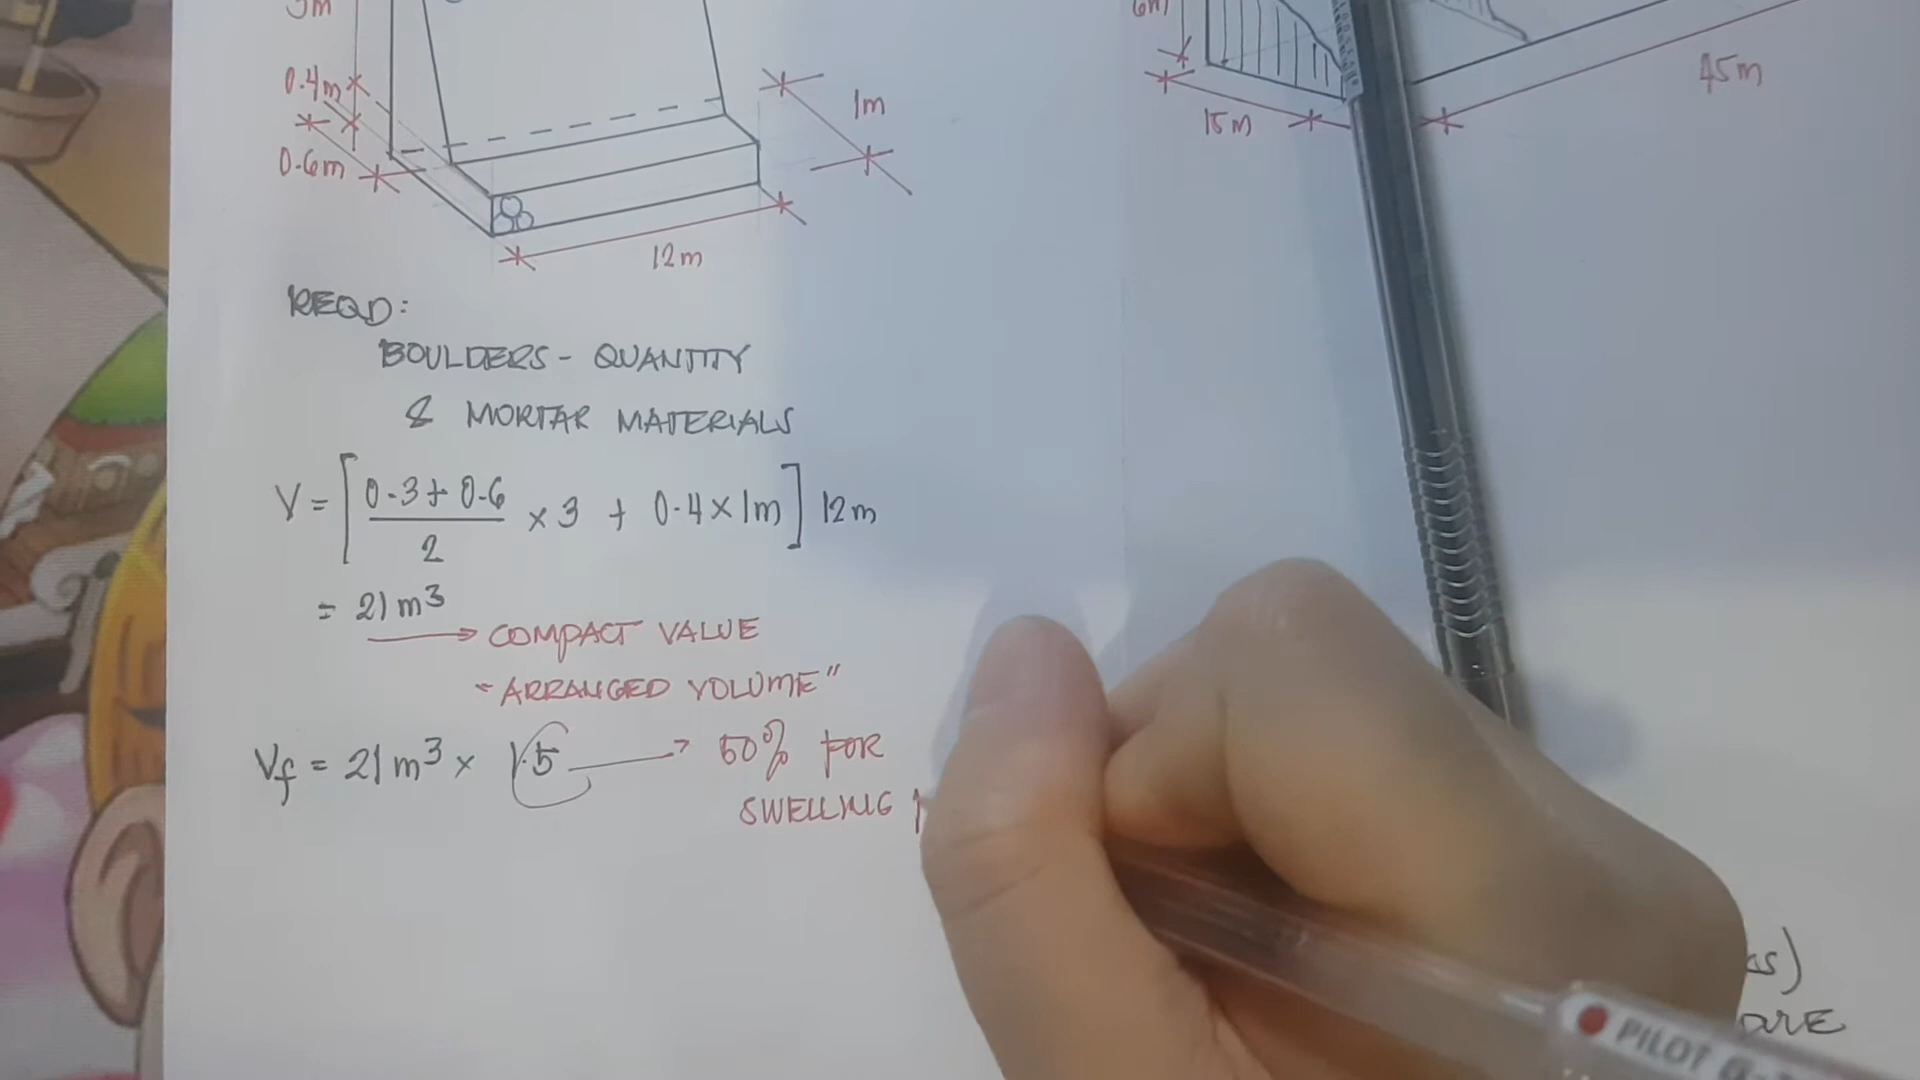 0.4m
0.6m
1m
12m
REQD:
BOULDERS - QUANTITY
& MORTAR MATERIALS
V = [ 0.3 + 0.6 / 2 × 3 + 0.4 × 1m ] 12m
= 21 m³
→ COMPACT VALUE
"ARRANGED VOLUME"
Vf = 21 m³ × 1.5 → 50% FOR
SWELLING
15m
45m
PILOT G-